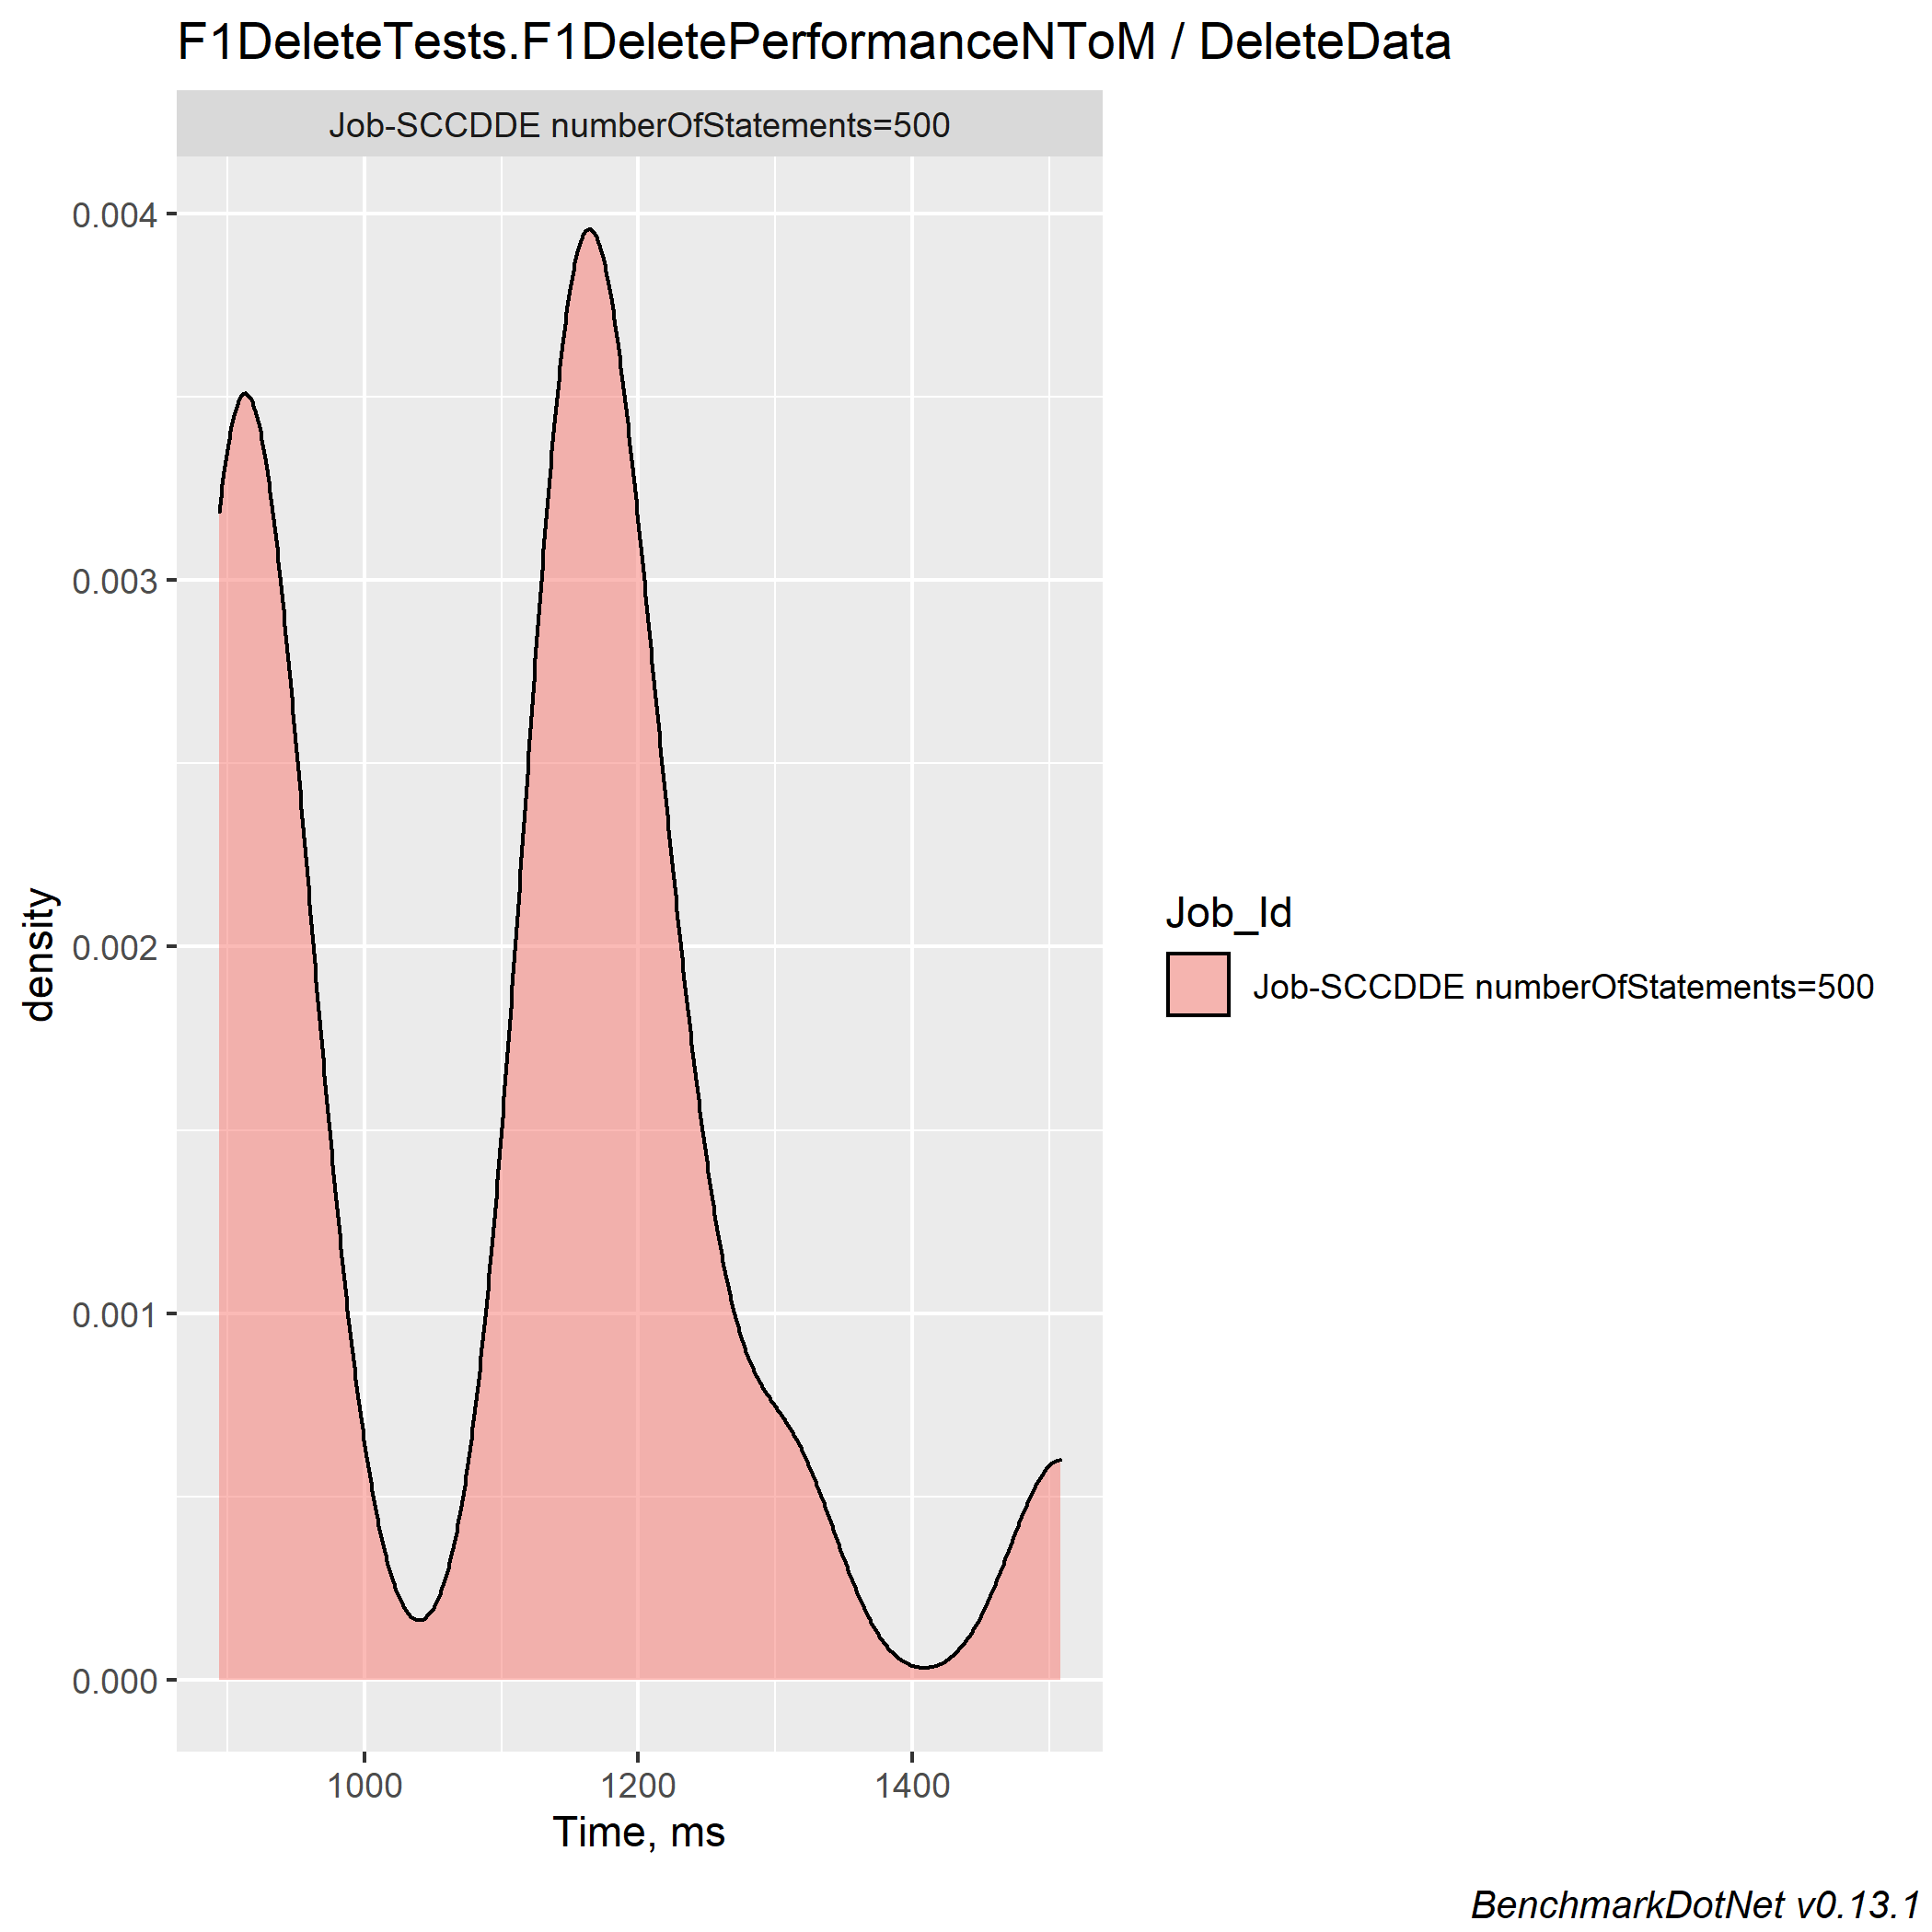 F1DeleteTests.F1DeletePerformanceNToM / DeleteData
Job-SCCDDE numberOfStatements=500
0.004
0.003
0.002
0.001
0.000
density
1000 1200 1400
Time, ms
Job_Id
Job-SCCDDE numberOfStatements=500
BenchmarkDotNet v0.13.1